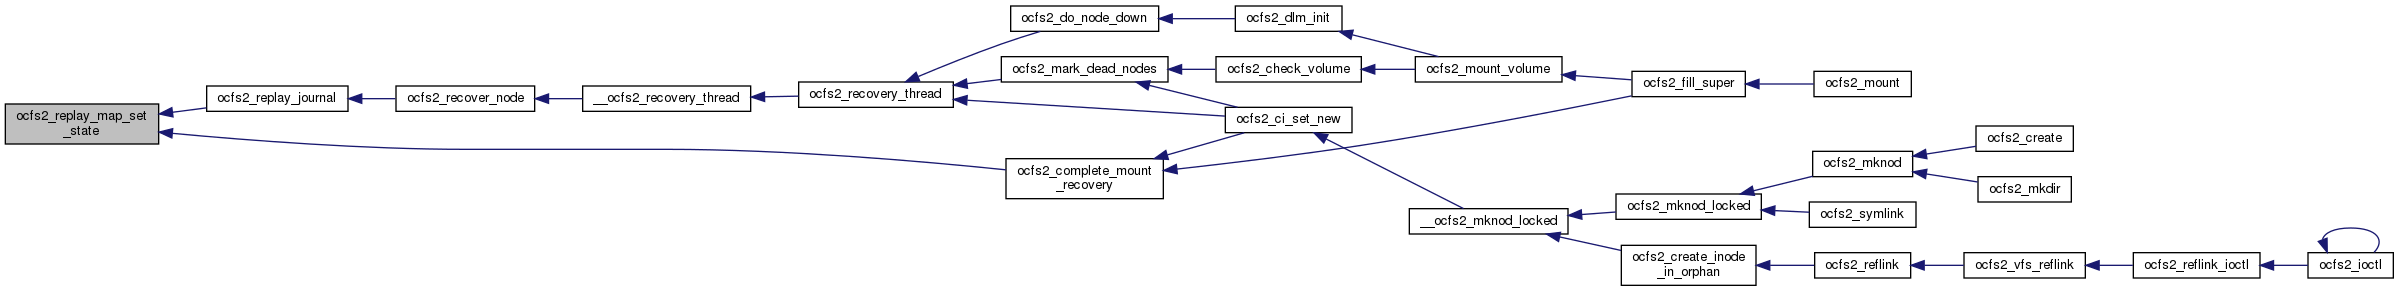 ocfs2_replay_map_set
_state
ocfs2_replay_journal
ocfs2_recover_node
__ocfs2_recovery_thread
ocfs2_recovery_thread
ocfs2_do_node_down
ocfs2_dlm_init
ocfs2_mark_dead_nodes
ocfs2_check_volume
ocfs2_mount_volume
ocfs2_fill_super
ocfs2_mount
ocfs2_ci_set_new
ocfs2_complete_mount
_recovery
__ocfs2_mknod_locked
ocfs2_mknod_locked
ocfs2_mknod
ocfs2_create
ocfs2_mkdir
ocfs2_symlink
ocfs2_create_inode
_in_orphan
ocfs2_reflink
ocfs2_vfs_reflink
ocfs2_reflink_ioctl
ocfs2_ioctl